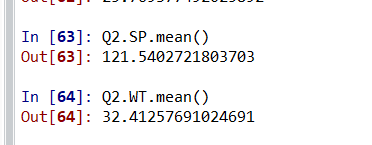 In [63]: Q2.SP.mean()
Out[63]: 121.5402721803703
In [64]: Q2.WT.mean()
Out[64]: 32.41257691024691